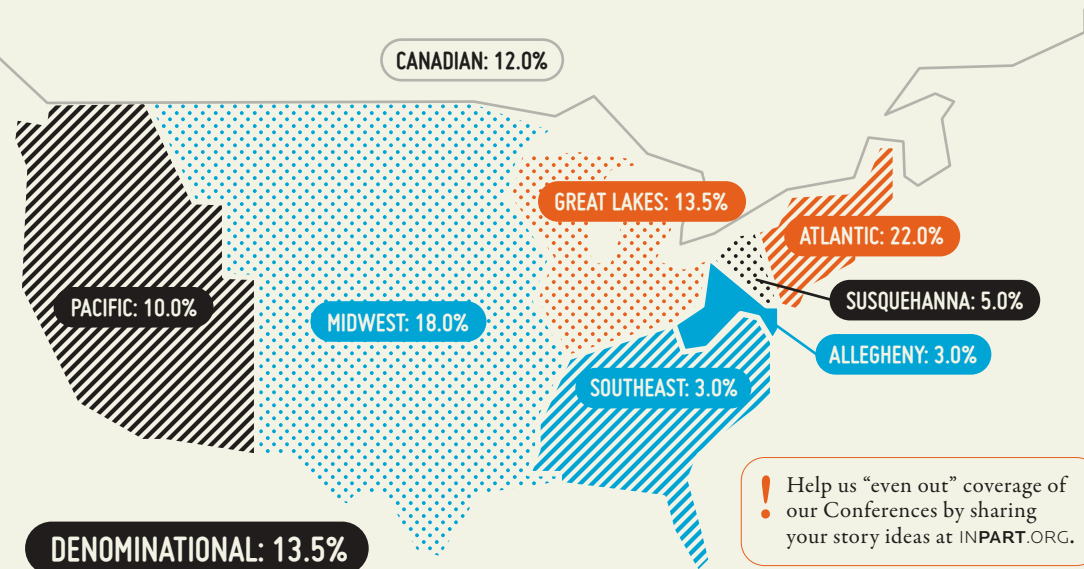 CANADIAN: 12.0%
GREAT LAKES: 13.5%
ATLANTIC: 22.0%
PACIFIC: 10.0%
MIDWEST: 18.0%
SUSQUEHANNA: 5.0%
ALLEGHENY: 3.0%
SOUTHEAST: 3.0%
DENOMINATIONAL: 13.5%
! Help us “even out” coverage of
our Conferences by sharing
your story ideas at INPART.ORG.